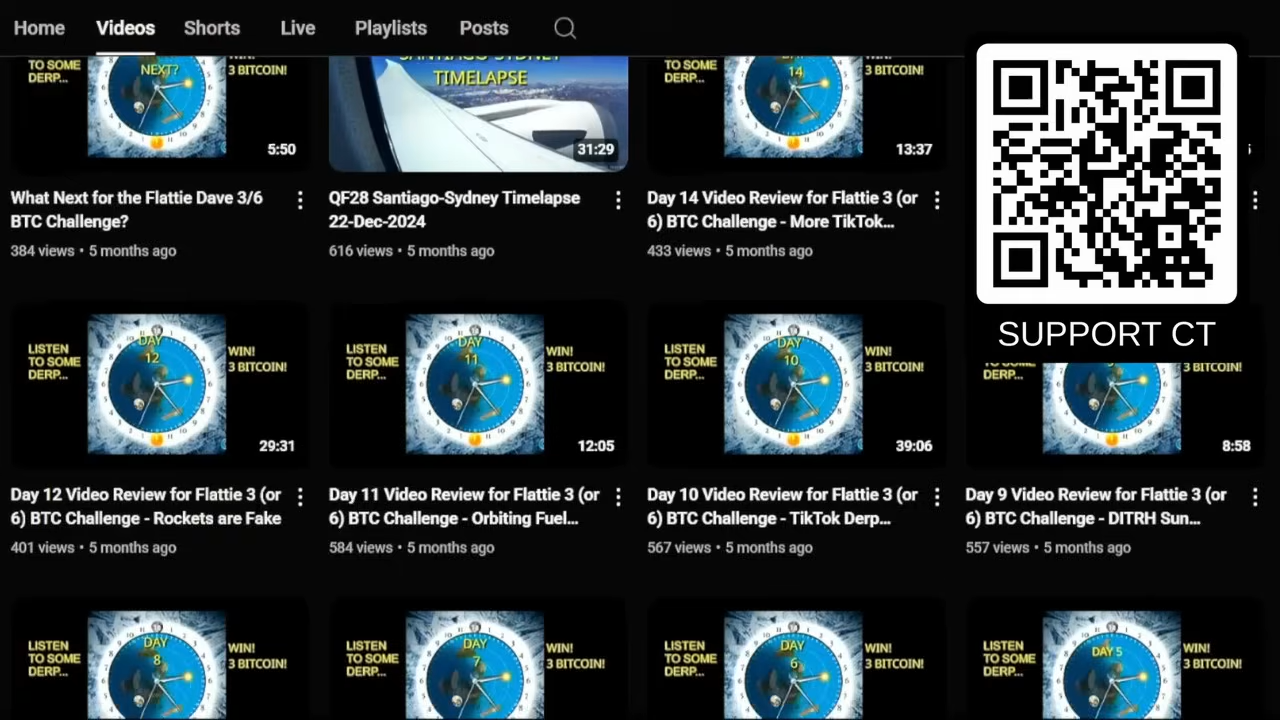 Home Videos Shorts Live Playlists Posts
TO SOME
DERP...
NEXT?
WIN!
3 BITCOIN!
5:50
SANTIAGO-SYDNEY
TIMELAPSE
31:29
TO SOME
DERP...
14
WIN!
3 BITCOIN!
13:37
What Next for the Flattie Dave 3/6
BTC Challenge?
384 views • 5 months ago
QF28 Santiago-Sydney Timelapse
22-Dec-2024
616 views • 5 months ago
Day 14 Video Review for Flattie 3 (or
6) BTC Challenge - More TikTok...
433 views • 5 months ago
SUPPORT CT
LISTEN
TO SOME
DERP...
DAY
12
WIN!
3 BITCOIN!
29:31
LISTEN
TO SOME
DERP...
DAY
11
WIN!
3 BITCOIN!
12:05
LISTEN
TO SOME
DERP...
DAY
10
WIN!
3 BITCOIN!
39:06
DERP...
3 BITCOIN!
8:58
Day 12 Video Review for Flattie 3 (or
6) BTC Challenge - Rockets are Fake
401 views • 5 months ago
Day 11 Video Review for Flattie 3 (or
6) BTC Challenge - Orbiting Fuel...
584 views • 5 months ago
Day 10 Video Review for Flattie 3 (or
6) BTC Challenge - TikTok Derp...
567 views • 5 months ago
Day 9 Video Review for Flattie 3 (or
6) BTC Challenge - DITRH Sun...
557 views • 5 months ago
LISTEN
TO SOME
DERP...
DAY
8
WIN!
3 BITCOIN!
LISTEN
TO SOME
DERP...
DAY
7
WIN!
3 BITCOIN!
LISTEN
TO SOME
DERP...
DAY
6
WIN!
3 BITCOIN!
LISTEN
TO SOME
DERP...
DAY 5
WIN!
3 BITCOIN!